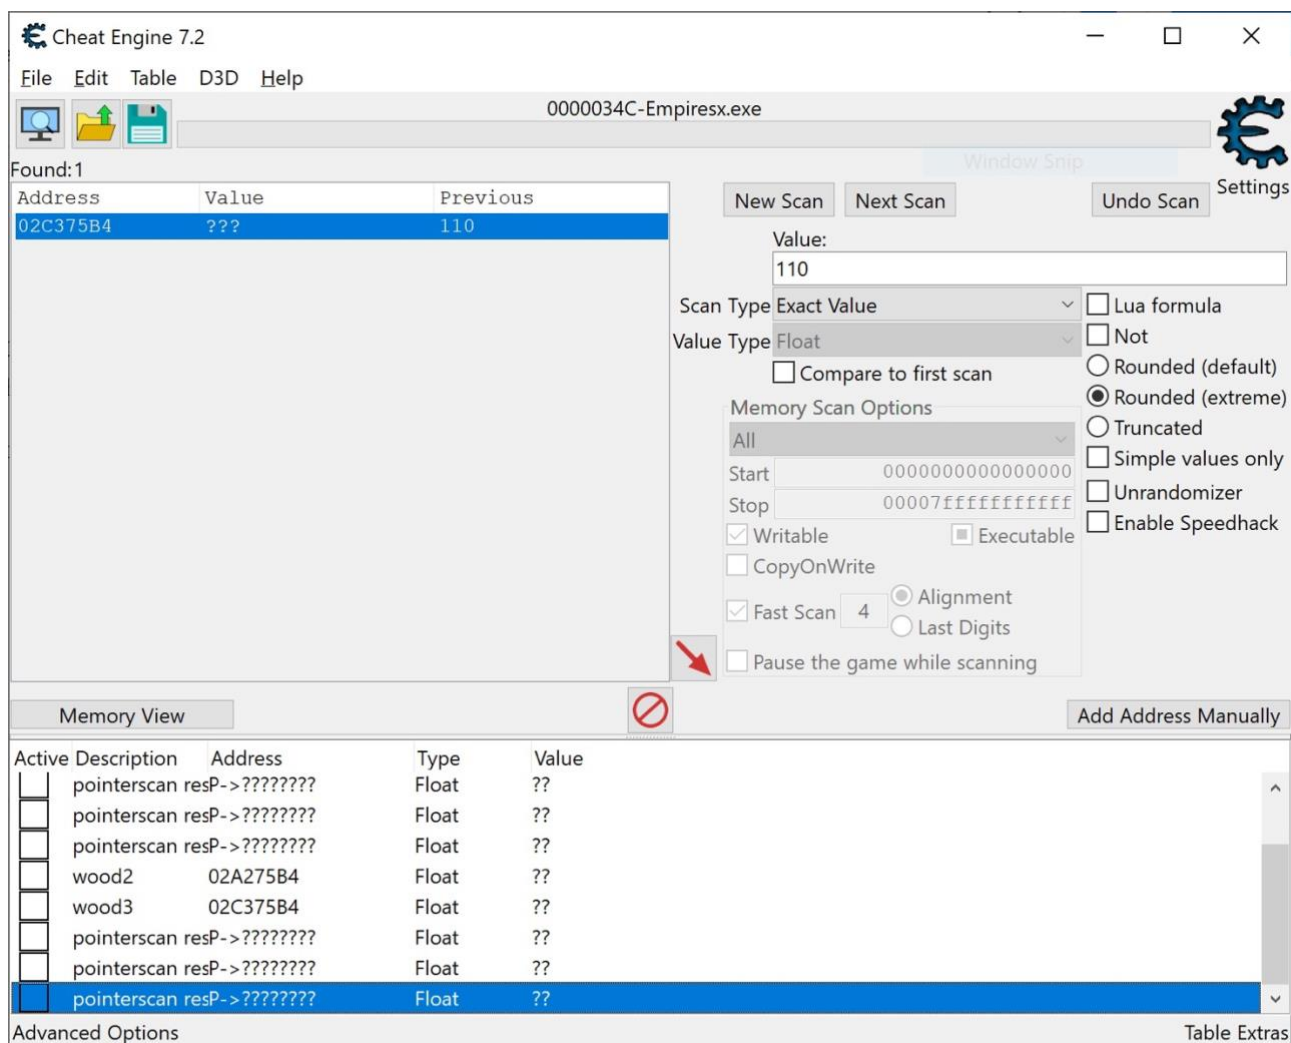 Cheat Engine 7.2
File Edit Table D3D Help
0000034C-Empiresx.exe
Window Snip
Found:1
Settings
Address Value Previous
02C375B4 ??? 110
New Scan Next Scan Undo Scan
Value:
110
Scan Type Exact Value
Lua formula
Value Type Float
Not
Compare to first scan
Rounded (default)
Rounded (extreme)
Memory Scan Options
Truncated
All
Simple values only
Start 0000000000000000
Unrandomizer
Stop 00007fffffffffff
Enable Speedhack
Writable Executable
CopyOnWrite
Fast Scan 4 Alignment
Last Digits
Pause the game while scanning
Memory View
Add Address Manually
Active Description Address Type Value
pointerscan resP->???????? Float ??
pointerscan resP->???????? Float ??
pointerscan resP->???????? Float ??
wood2 02A275B4 Float ??
wood3 02C375B4 Float ??
pointerscan resP->???????? Float ??
pointerscan resP->???????? Float ??
pointerscan resP->???????? Float ??
Advanced Options
Table Extras